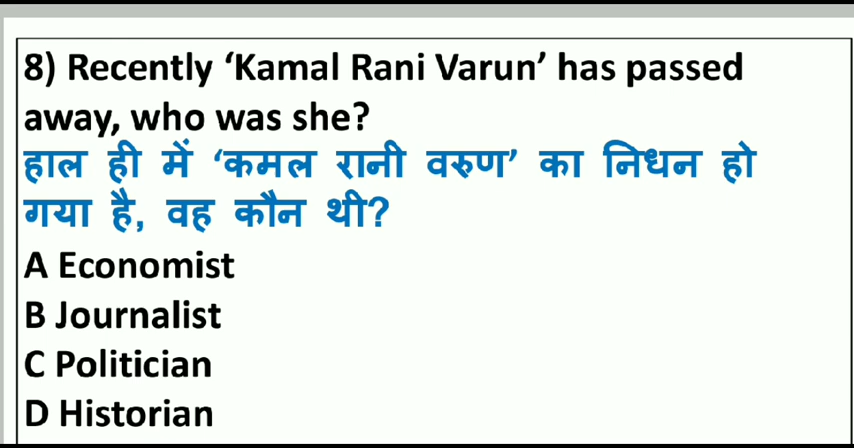 8) Recently ‘Kamal Rani Varun’ has passed
away, who was she?
हाल ही में ‘कमल रानी वरुण’ का निधन हो
गया है, वह कौन थी?
A Economist
B Journalist
C Politician
D Historian